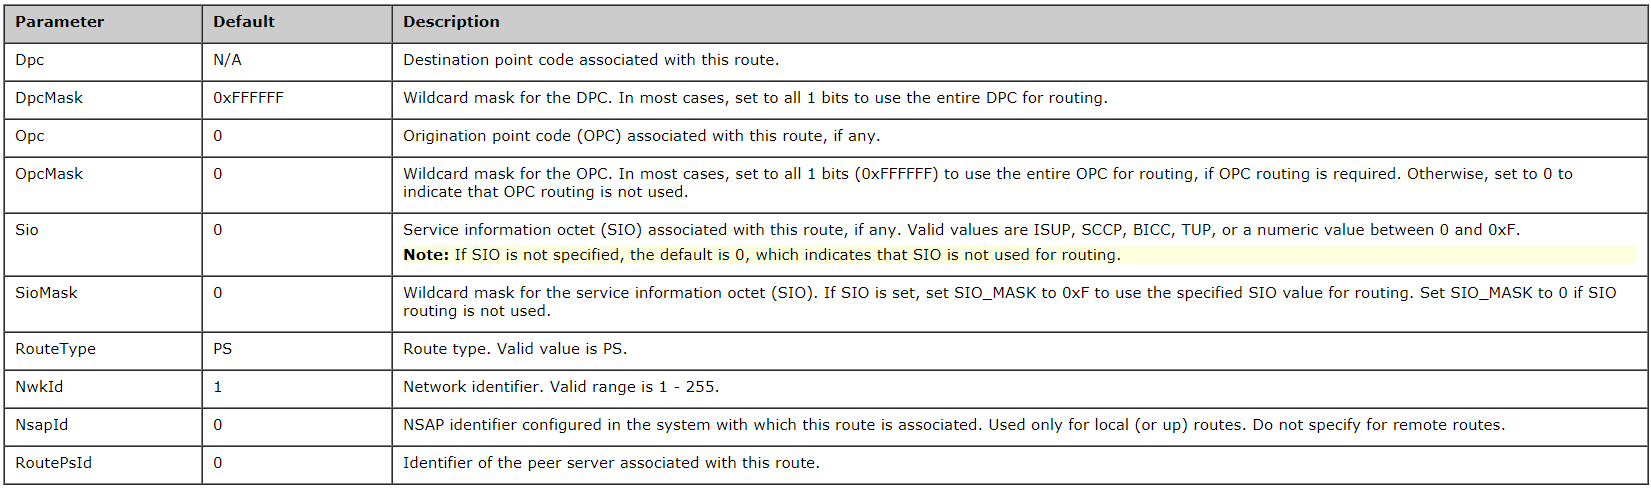 Parameter Default Description
Dpc N/A Destination point code associated with this route.
DpcMask 0xFFFFFF Wildcard mask for the DPC. In most cases, set to all 1 bits to use the entire DPC for routing.
Opc 0 Origination point code (OPC) associated with this route, if any.
OpcMask 0 Wildcard mask for the OPC. In most cases, set to all 1 bits (0xFFFFFF) to use the entire OPC for routing, if OPC routing is required. Otherwise, set to 0 to
indicate that OPC routing is not used.
Sio 0 Service information octet (SIO) associated with this route, if any. Valid values are ISUP, SCCP, BICC, TUP, or a numeric value between 0 and 0xF.
Note: If SIO is not specified, the default is 0, which indicates that SIO is not used for routing.
SioMask 0 Wildcard mask for the service information octet (SIO). If SIO is set, set SIO_MASK to 0xF to use the specified SIO value for routing. Set SIO_MASK to 0 if SIO
routing is not used.
RouteType PS Route type. Valid value is PS.
NwkId 1 Network identifier. Valid range is 1 - 255.
NsapId 0 NSAP identifier configured in the system with which this route is associated. Used only for local (or up) routes. Do not specify for remote routes.
RoutePsId 0 Identifier of the peer server associated with this route.